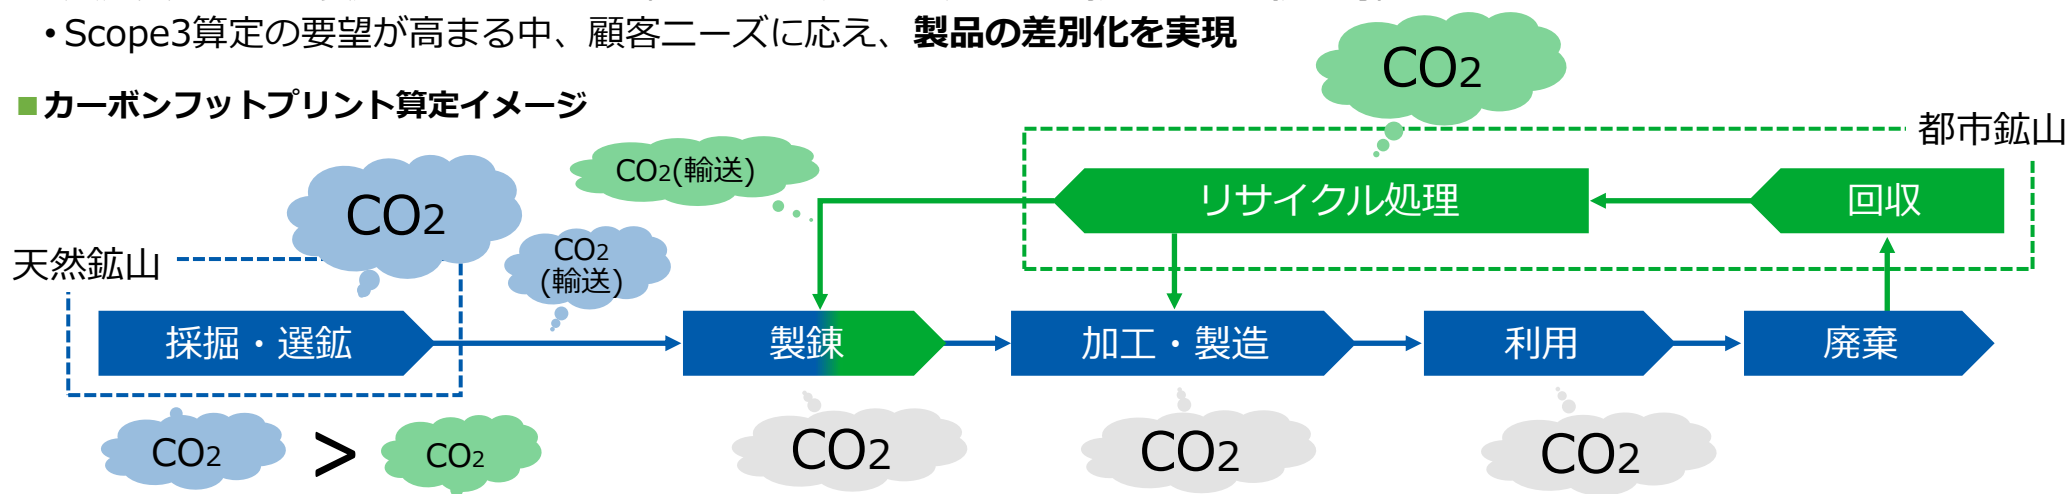 • Scope3算定の要望が高まる中、顧客ニーズに応え、製品の差別化を実現
■カーボンフットプリント算定イメージ
CO2
都市鉱山
CO2(輸送)
リサイクル処理
回収
CO2
CO2
(輸送)
天然鉱山
採掘・選鉱
製錬
加工・製造
利用
廃棄
CO2
>
CO2
CO2
CO2
CO2